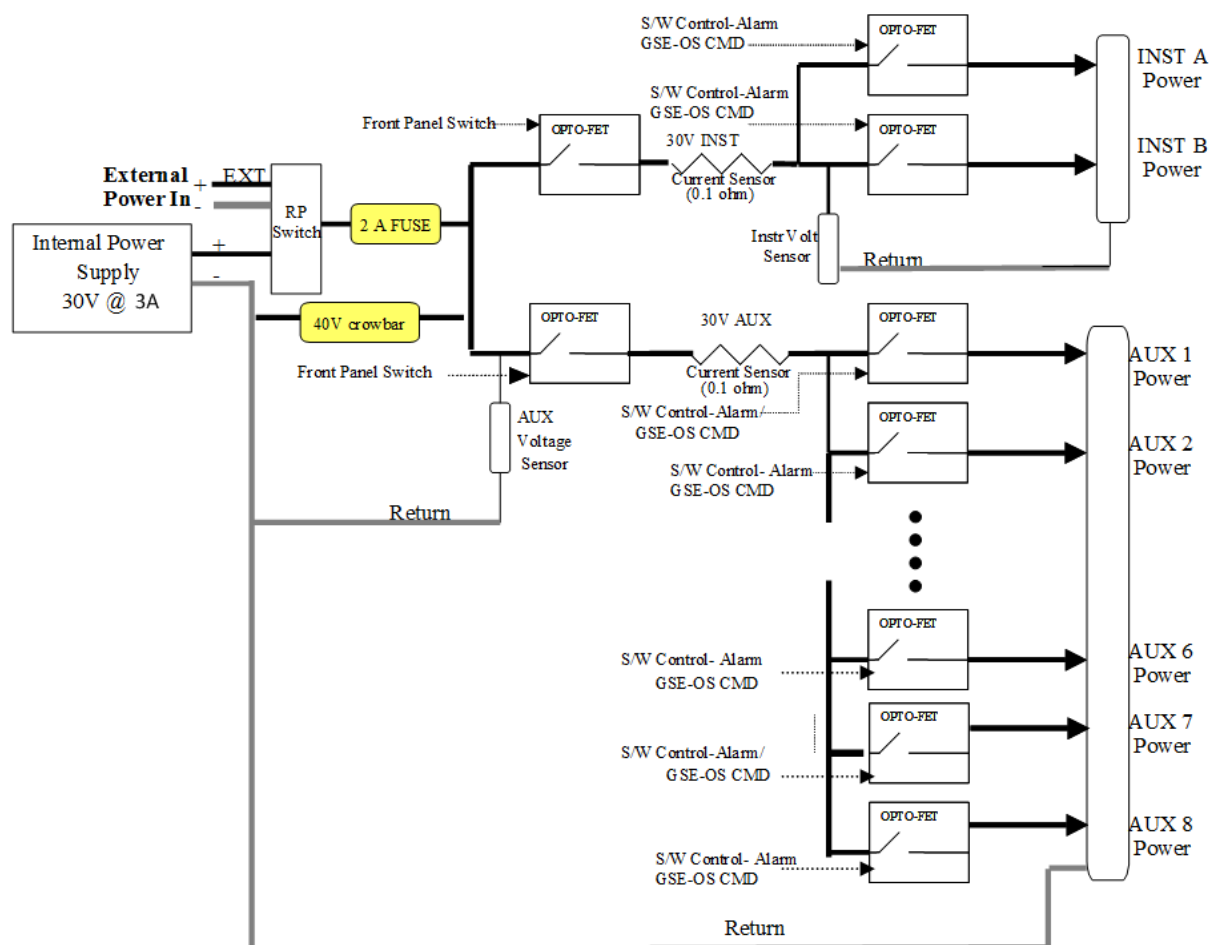 S/W Control-Alarm
GSE-OS CMD
OPTO-FET
INST A
Power
S/W Control-Alarm
GSE-OS CMD
Front Panel Switch
OPTO-FET
30V INST
OPTO-FET
INST B
Power
Current Sensor
(0.1 ohm)
External
Power In
+
-
EXT
RP
Switch
2 A FUSE
Instr Volt
Sensor
Return
Internal Power
Supply
30V @ 3A
+
-
40V crowbar
OPTO-FET
30V AUX
OPTO-FET
AUX 1
Power
Front Panel Switch
Current Sensor
(0.1 ohm)
S/W Control-Alarm/
GSE-OS CMD
AUX
Voltage
Sensor
OPTO-FET
AUX 2
Power
S/W Control- Alarm
GSE-OS CMD
Return
OPTO-FET
AUX 6
Power
S/W Control- Alarm
GSE-OS CMD
OPTO-FET
AUX 7
Power
S/W Control-Alarm/
GSE-OS CMD
OPTO-FET
AUX 8
Power
S/W Control- Alarm
GSE-OS CMD
Return